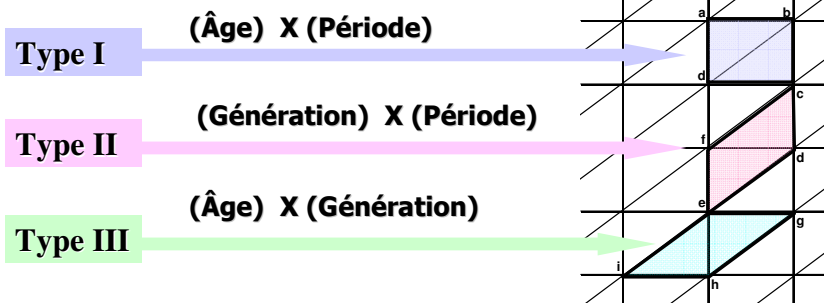 (Âge) X (Période)
Type I
(Génération) X (Période)
Type II
(Âge) X (Génération)
Type III
a
b
d
c
f
d
e
g
i
h